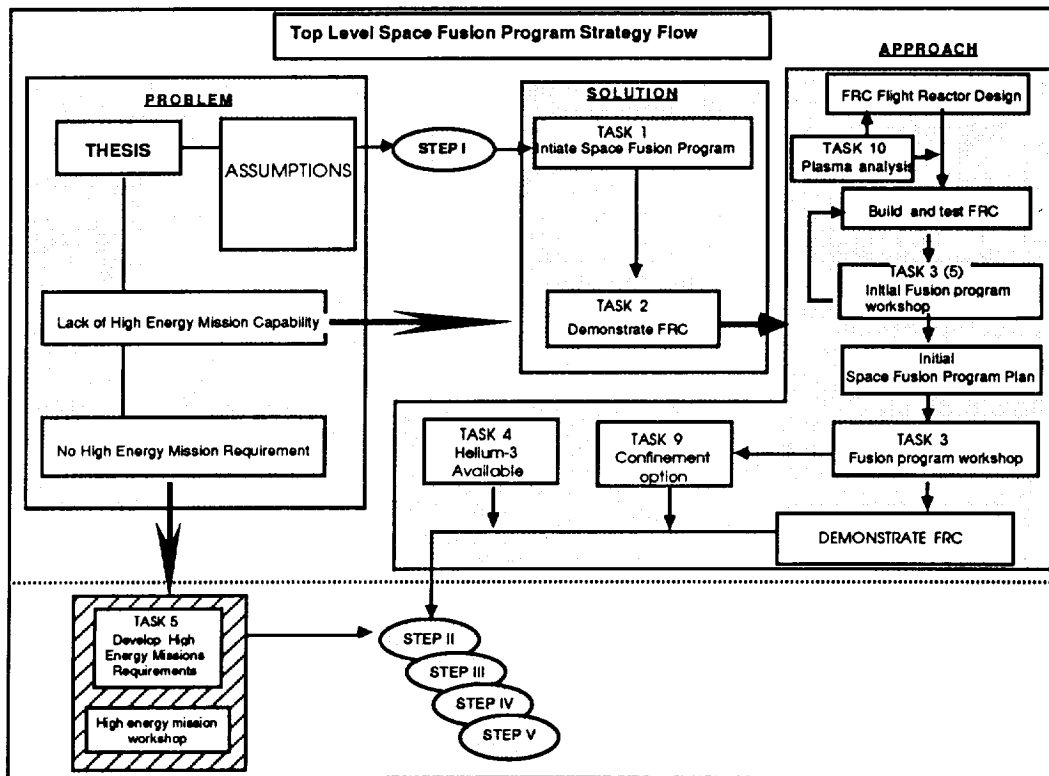 Top Level Space Fusion Program Strategy Flow
PROBLEM
THESIS
ASSUMPTIONS
Lack of High Energy Mission Capability
No High Energy Mission Requirement
STEP I
SOLUTION
TASK 1
Intiate Space Fusion Program
TASK 2
Demonstrate FRC
APPROACH
FRC Flight Reactor Design
TASK 10
Plasma analysis
Build and test FRC
TASK 3 (5)
Initial Fusion program
workshop
Initial
Space Fusion Program Plan
TASK 3
Fusion program workshop
DEMONSTRATE FRC
TASK 9
Confinement
option
TASK 4
Helium-3
Available
TASK 5
Develop High
Energy Missions
Requirements
High energy mission
workshop
STEP II
STEP III
STEP IV
STEP V